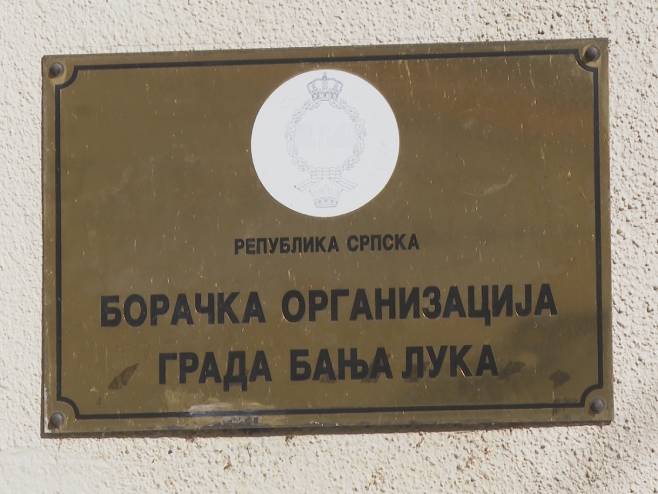 РЕПУБЛИКА СРПСКА
БОРАЧКА ОРГАНИЗАЦИЈА
ГРАДА БАЊА ЛУКА